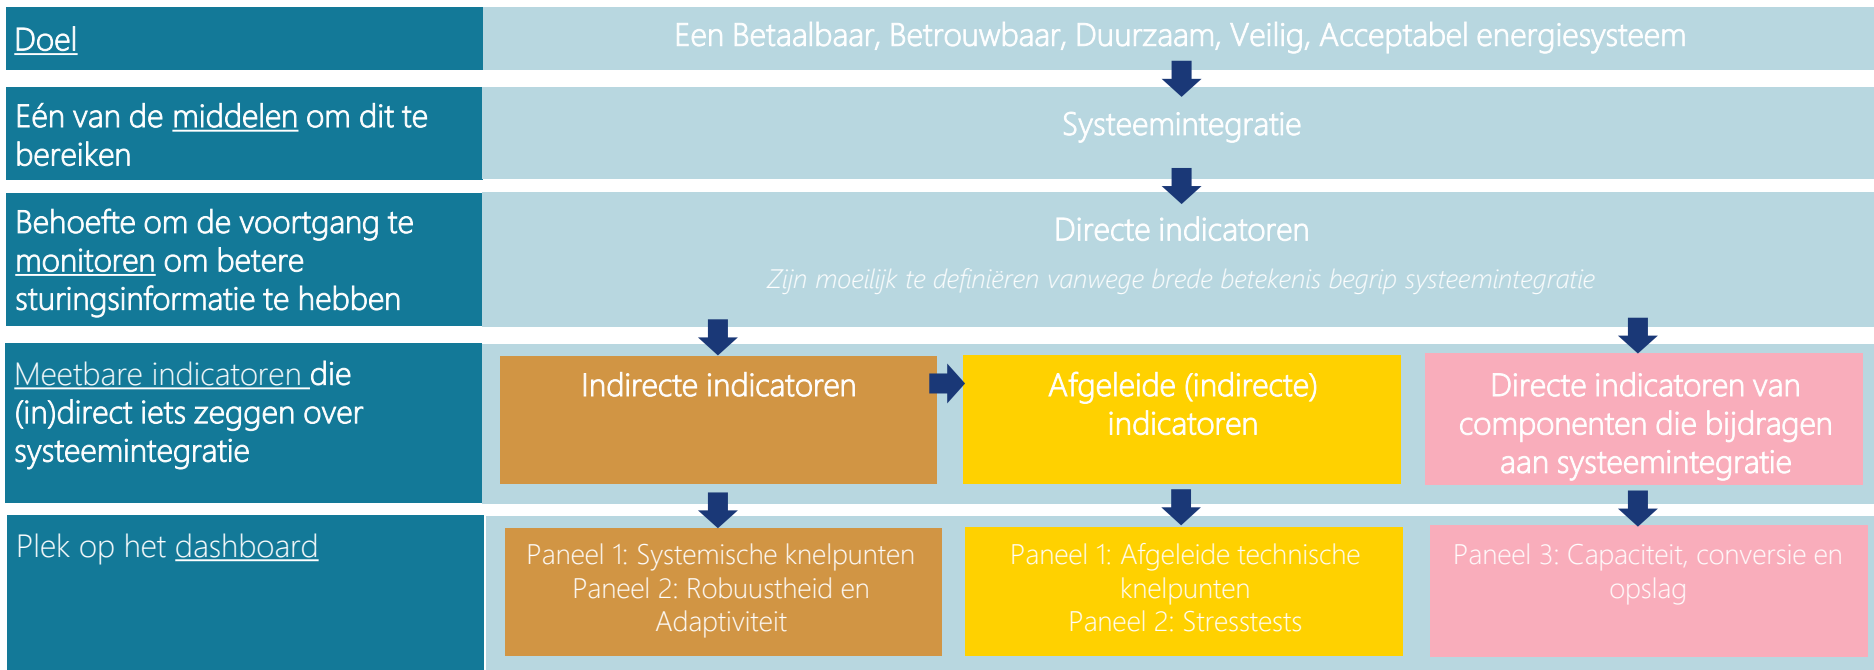 Doel
Een Betaalbaar, Betrouwbaar, Duurzaam, Veilig, Acceptabel energiesysteem
Eén van de middelen om dit te
bereiken
Systeemintegratie
Behoefte om de voortgang te
monitoren om betere
sturingsinformatie te hebben
Directe indicatoren
Zijn moeilijk te definiëren vanwege brede betekenis begrip systeemintegratie
Meetbare indicatoren die
(in)direct iets zeggen over
systeemintegratie
Indirecte indicatoren
Afgeleide (indirecte)
indicatoren
Directe indicatoren van
componenten die bijdragen
aan systeemintegratie
Plek op het dashboard
Paneel 1: Systemische knelpunten
Paneel 2: Robuustheid en
Adaptiviteit
Paneel 1: Afgeleide technische
knelpunten
Paneel 2: Stresstests
Paneel 3: Capaciteit, conversie en
opslag